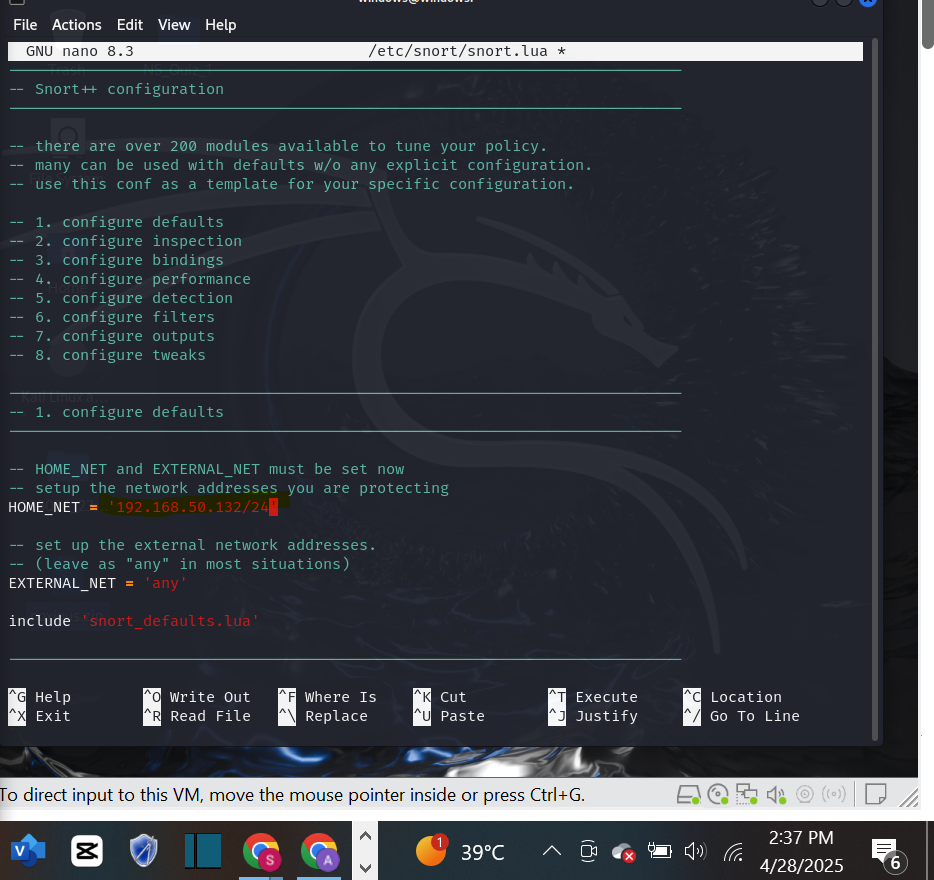 File Actions Edit View Help
GNU nano 8.3 /etc/snort/snort.lua *
-- Snort++ configuration
-- there are over 200 modules available to tune your policy.
-- many can be used with defaults w/o any explicit configuration.
-- use this conf as a template for your specific configuration.
-- 1. configure defaults
-- 2. configure inspection
-- 3. configure bindings
-- 4. configure performance
-- 5. configure detection
-- 6. configure filters
-- 7. configure outputs
-- 8. configure tweaks
-- 1. configure defaults
-- HOME_NET and EXTERNAL_NET must be set now
-- setup the network addresses you are protecting
HOME_NET = '192.168.50.132/24'
-- set up the external network addresses.
-- (leave as "any" in most situations)
EXTERNAL_NET = 'any'
include 'snort_defaults.lua'
^G Help ^O Write Out ^F Where Is ^K Cut ^T Execute ^C Location
^X Exit ^R Read File ^\ Replace ^U Paste ^J Justify ^/ Go To Line
To direct input to this VM, move the mouse pointer inside or press Ctrl+G.
V S A 1 39°C 2:37 PM
4/28/2025 6